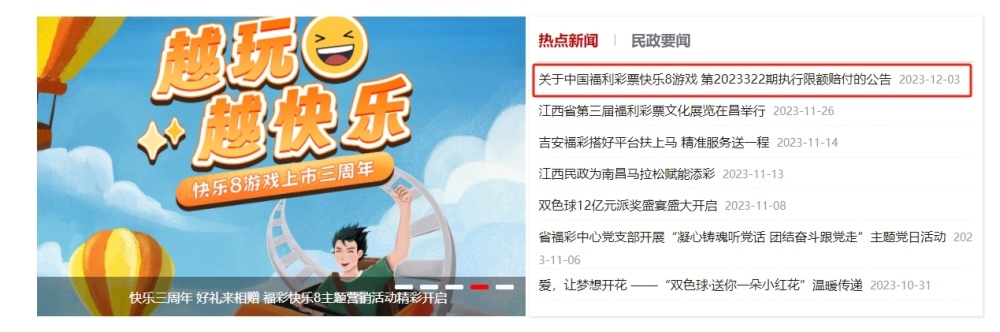 越玩
越快乐
快乐8游戏上市三周年
快乐三周年 好礼来相赠 福彩快乐8主题营销活动精彩开启
热点新闻 | 民政要闻
关于中国福利彩票快乐8游戏 第2023322期执行限额赔付的公告 2023-12-03
江西省第三届福利彩票文化展览在昌举行 2023-11-26
吉安福彩搭好平台扶上马 精准服务送一程 2023-11-14
江西民政为南昌马拉松赋能添彩 2023-11-13
双色球12亿元派奖盛宴盛大开启 2023-11-08
省福彩中心党支部开展“凝心铸魂听党话 团结奋斗跟党走”主题党日活动 202
3-11-06
爱，让梦想开花 ——“双色球·送你一朵小红花”温暖传递 2023-10-31